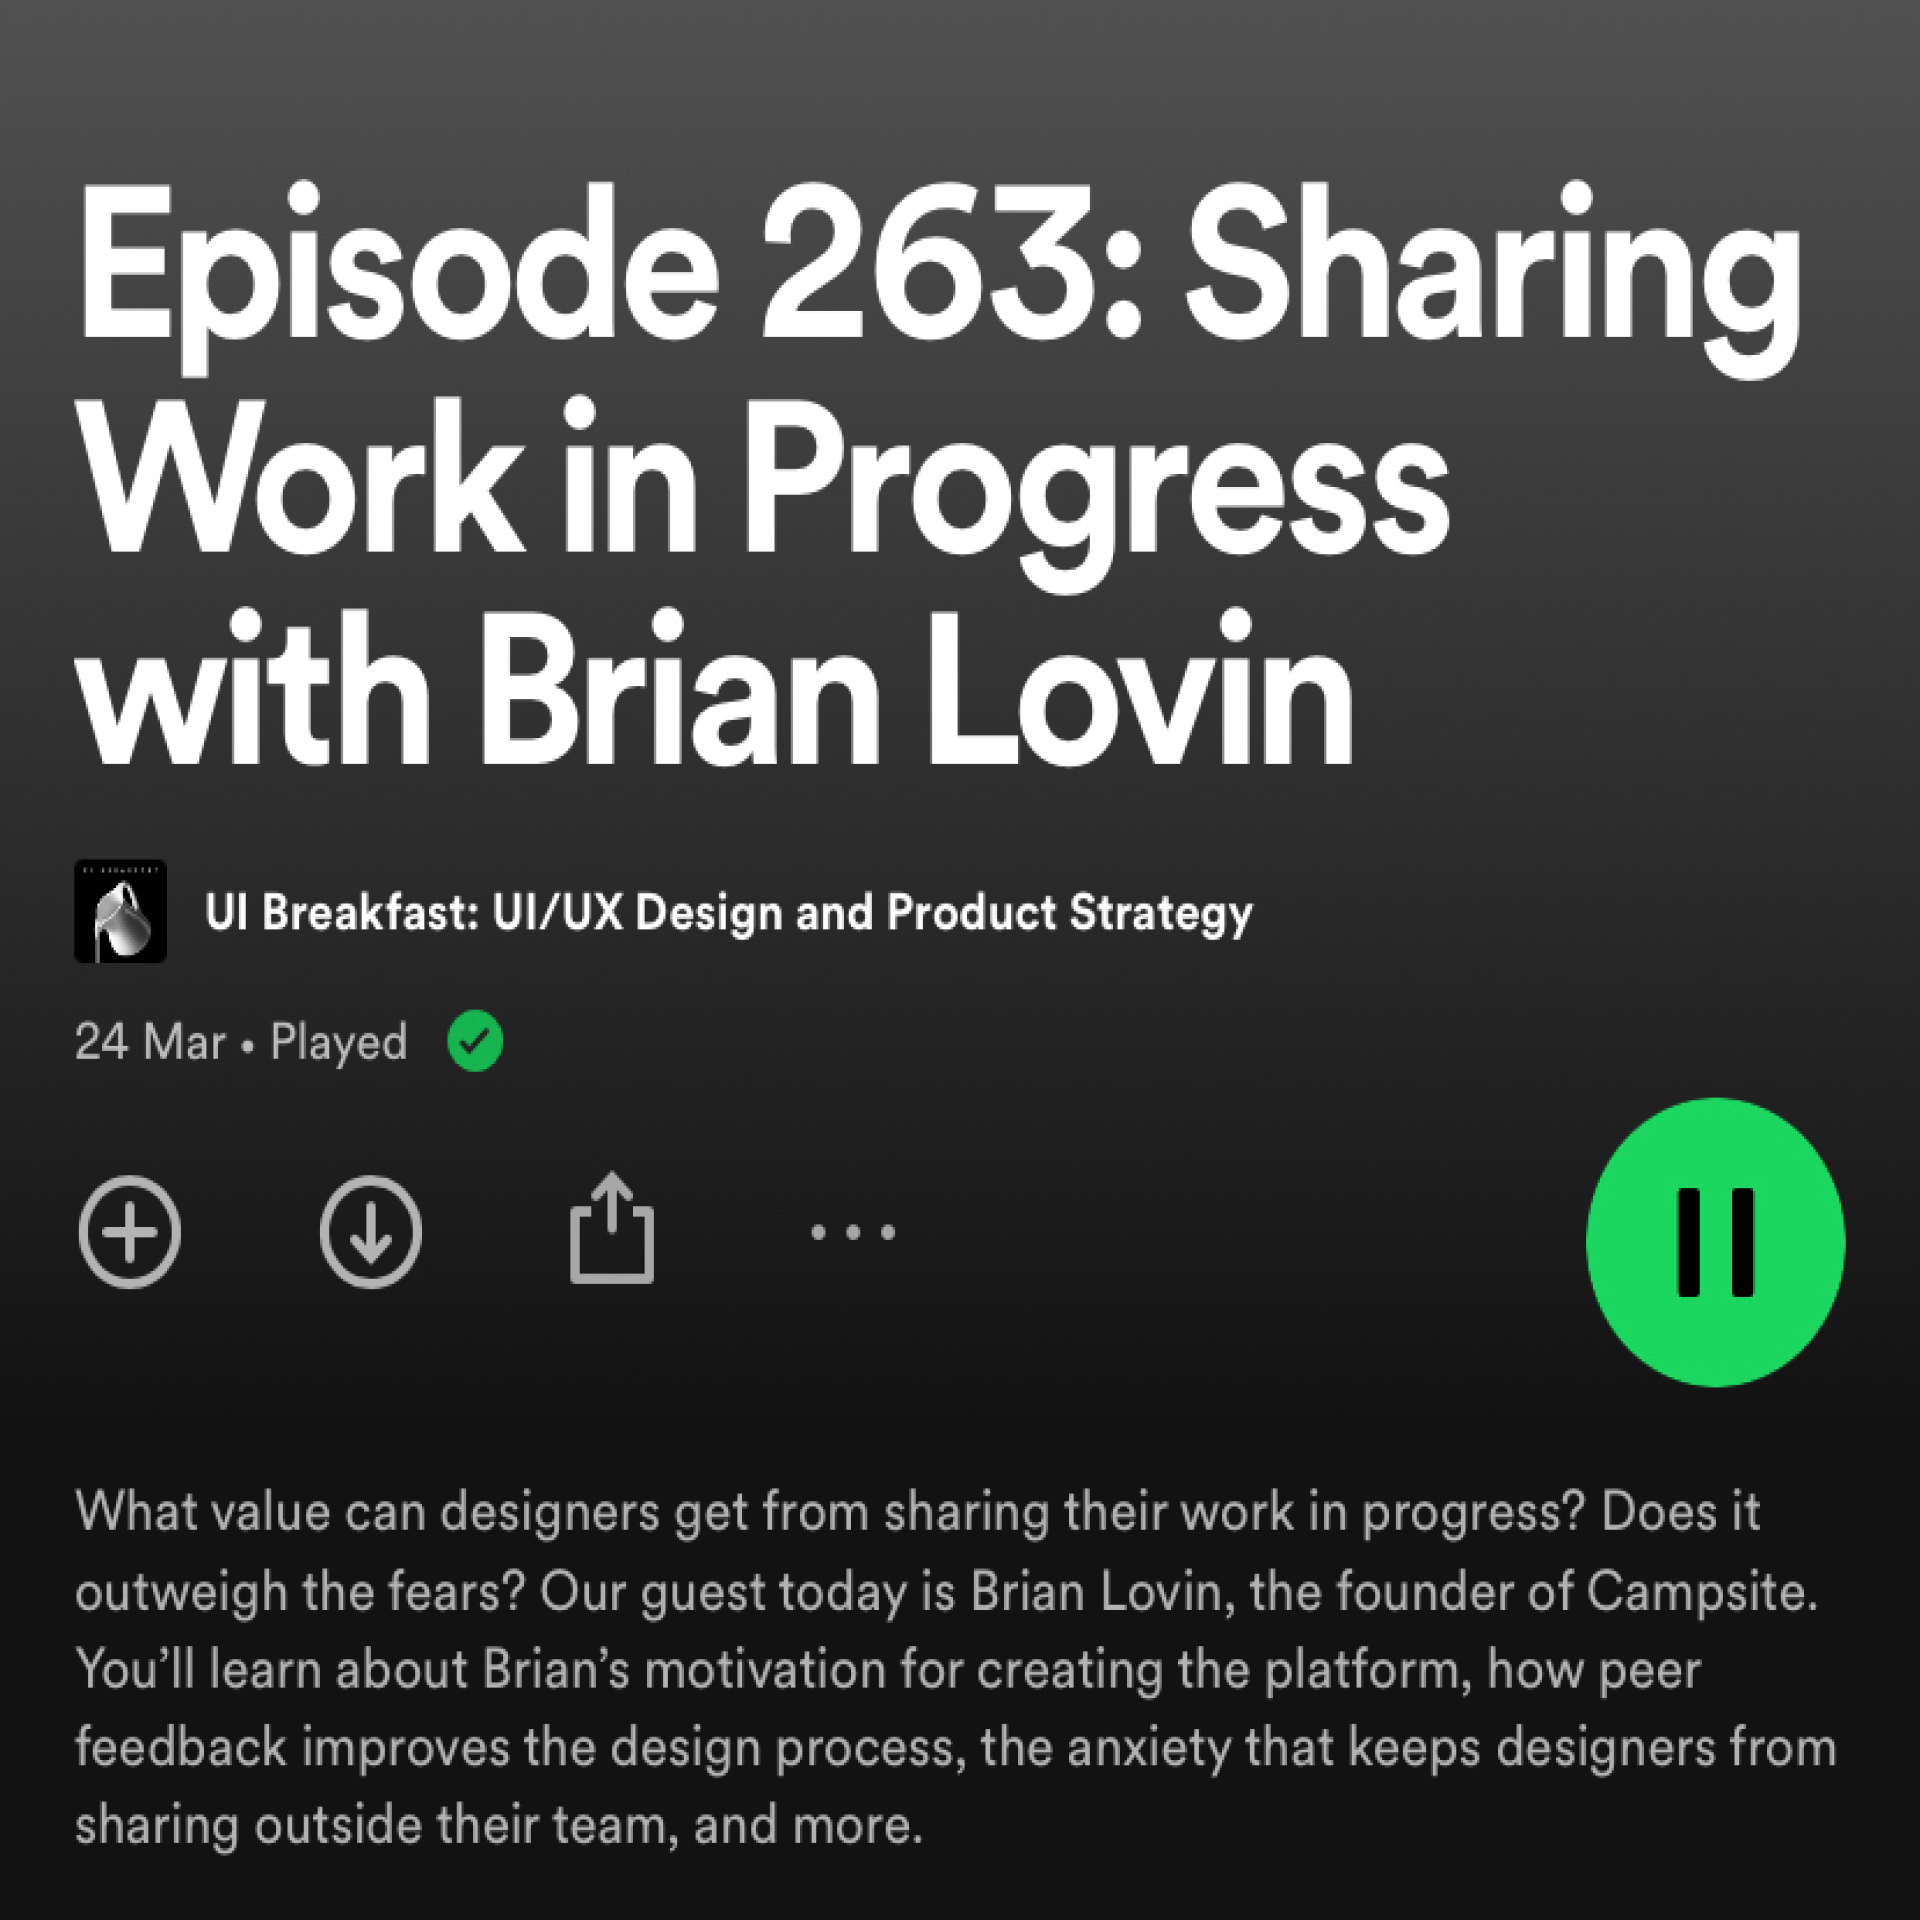 Episode 263: Sharing
Work in Progress
with Brian Lovin
UI Breakfast: UI/UX Design and Product Strategy
24 Mar • Played
What value can designers get from sharing their work in progress? Does it
outweigh the fears? Our guest today is Brian Lovin, the founder of Campsite.
You’ll learn about Brian’s motivation for creating the platform, how peer
feedback improves the design process, the anxiety that keeps designers from
sharing outside their team, and more.